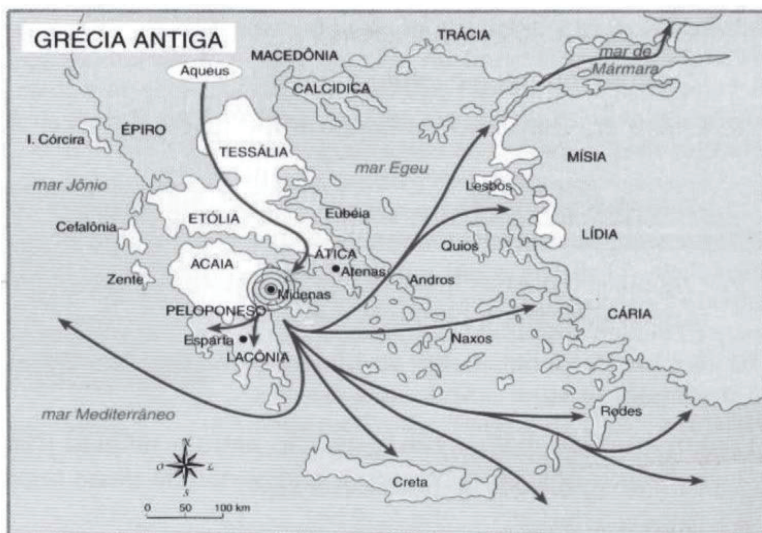 GRÉCIA ANTIGA
Aqueus
MACEDÔNIA
TRÁCIA
mar de
Mármara
CALCIDICA
ÉPIRO
I. Córcira
TESSÁLIA
mar Egeu
MÍSIA
mar Jônio
Lesbos
ETÓLIA
Eubéia
Cefalônia
LÍDIA
Quios
ACAIA
ÁTICA
Atenas
Zente
Andros
Micenas
PELOPONESO
CÁRIA
Esparta
Naxos
LACÔNIA
mar Mediterrâneo
Rodes
N
O
L
S
Creta
0 50 100 km